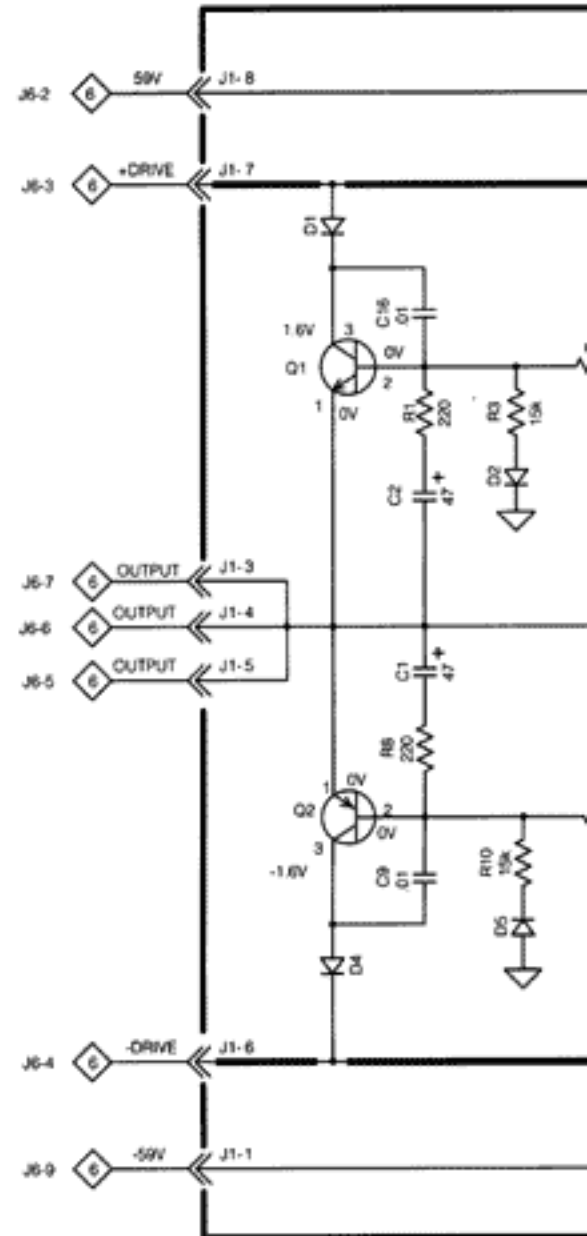 J6-2 6 59V J1-8
J6-3 6 +DRIVE J1-7
D1
C16 .01
1.6V 3
Q1 0V
2
1 0V
R1 220
R3 15k
D2
C2 + 47
J6-7 6 OUTPUT J1-3
J6-6 6 OUTPUT J1-4
J6-5 6 OUTPUT J1-5
C1 + 47
R8 220
1 0V
Q2 2
0V
3
-1.6V
C9 .01
R10 15k
D5
D4
J6-4 6 -DRIVE J1-6
J6-9 6 -59V J1-1